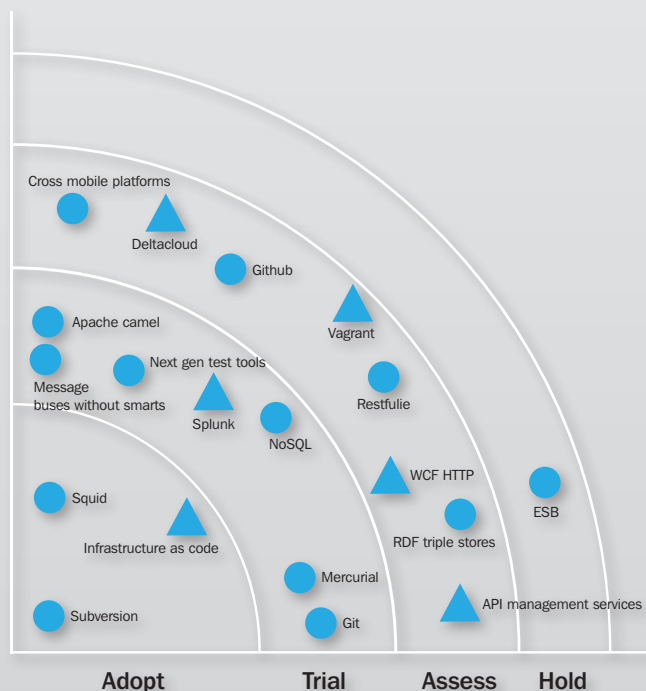 Cross mobile platforms
Deltacloud
Github
Vagrant
Apache camel
Next gen test tools
Message
buses without smarts
Splunk
Restfulie
NoSQL
WCF HTTP
Squid
ESB
Infrastructure as code
RDF triple stores
Mercurial
API management services
Subversion
Git
Adopt
Trial
Assess
Hold